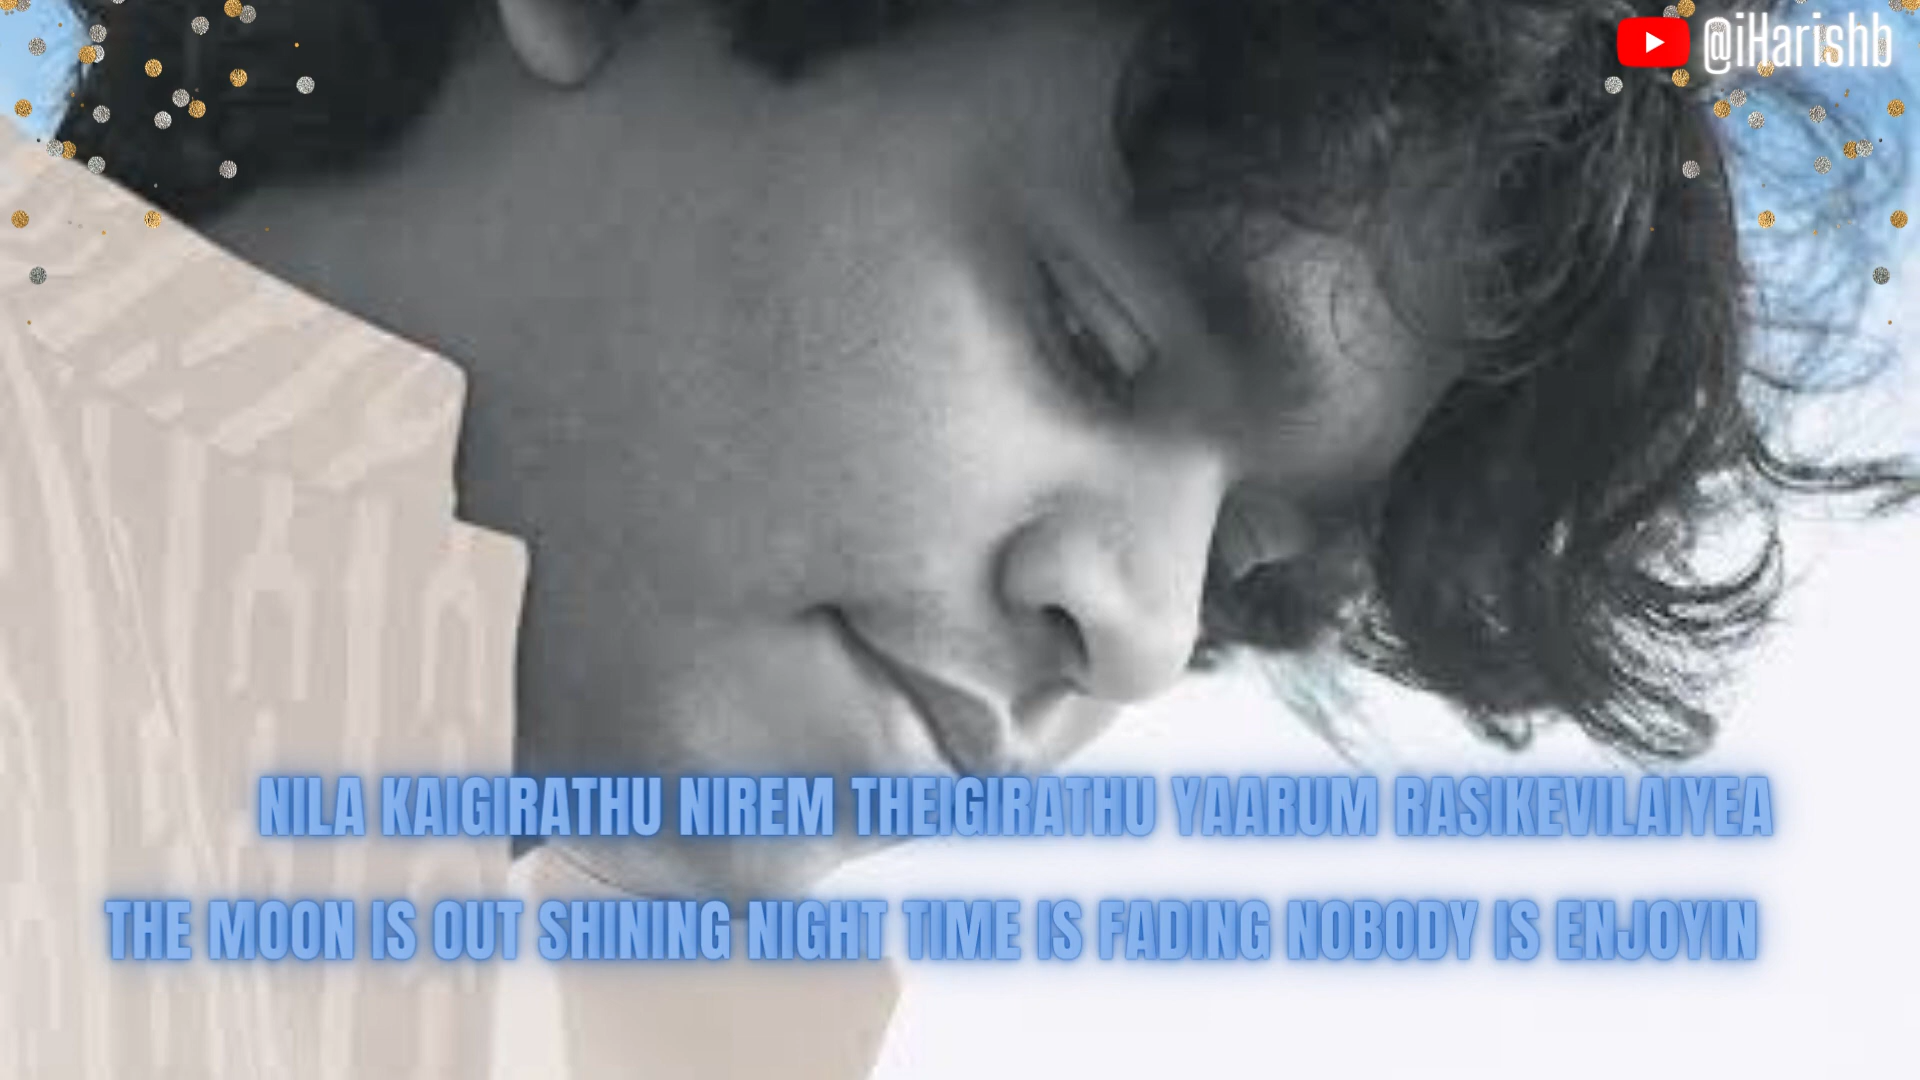 @iHarishb
NILA KAIGIRATHU NIREM THEIGIRATHU YAARUM RASIKEVILAIYEA
THE MOON IS OUT SHINING NIGHT TIME IS FADING NOBODY IS ENJOYIN